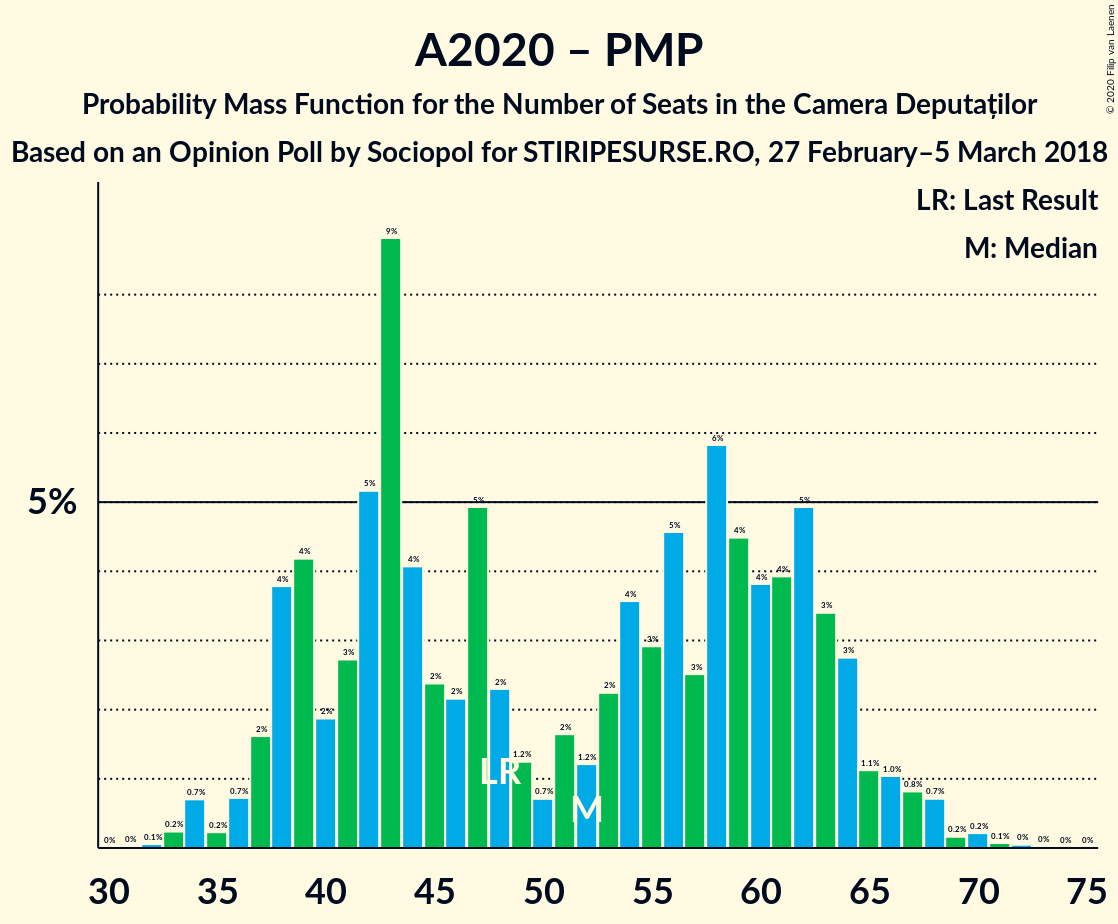 A2020 – PMP
Probability Mass Function for the Number of Seats in the Camera Deputaților
Based on an Opinion Poll by Sociopol for STIRIPESURSE.RO, 27 February–5 March 2018
© 2020 Filip van Laenen
LR: Last Result
M: Median
5%
0% 0% 0.1% 0.2% 0.7% 0.2% 0.7% 2% 4% 4% 2% 3% 5% 9% 4% 2% 2% 5% 2% 1.2% 0.7% 2% 1.2% 2% 4% 3% 5% 3% 6% 4% 4% 4% 5% 3% 3% 1.1% 1.0% 0.8% 0.7% 0.2% 0.2% 0.1% 0% 0% 0% 0%
LR
M
30 35 40 45 50 55 60 65 70 75